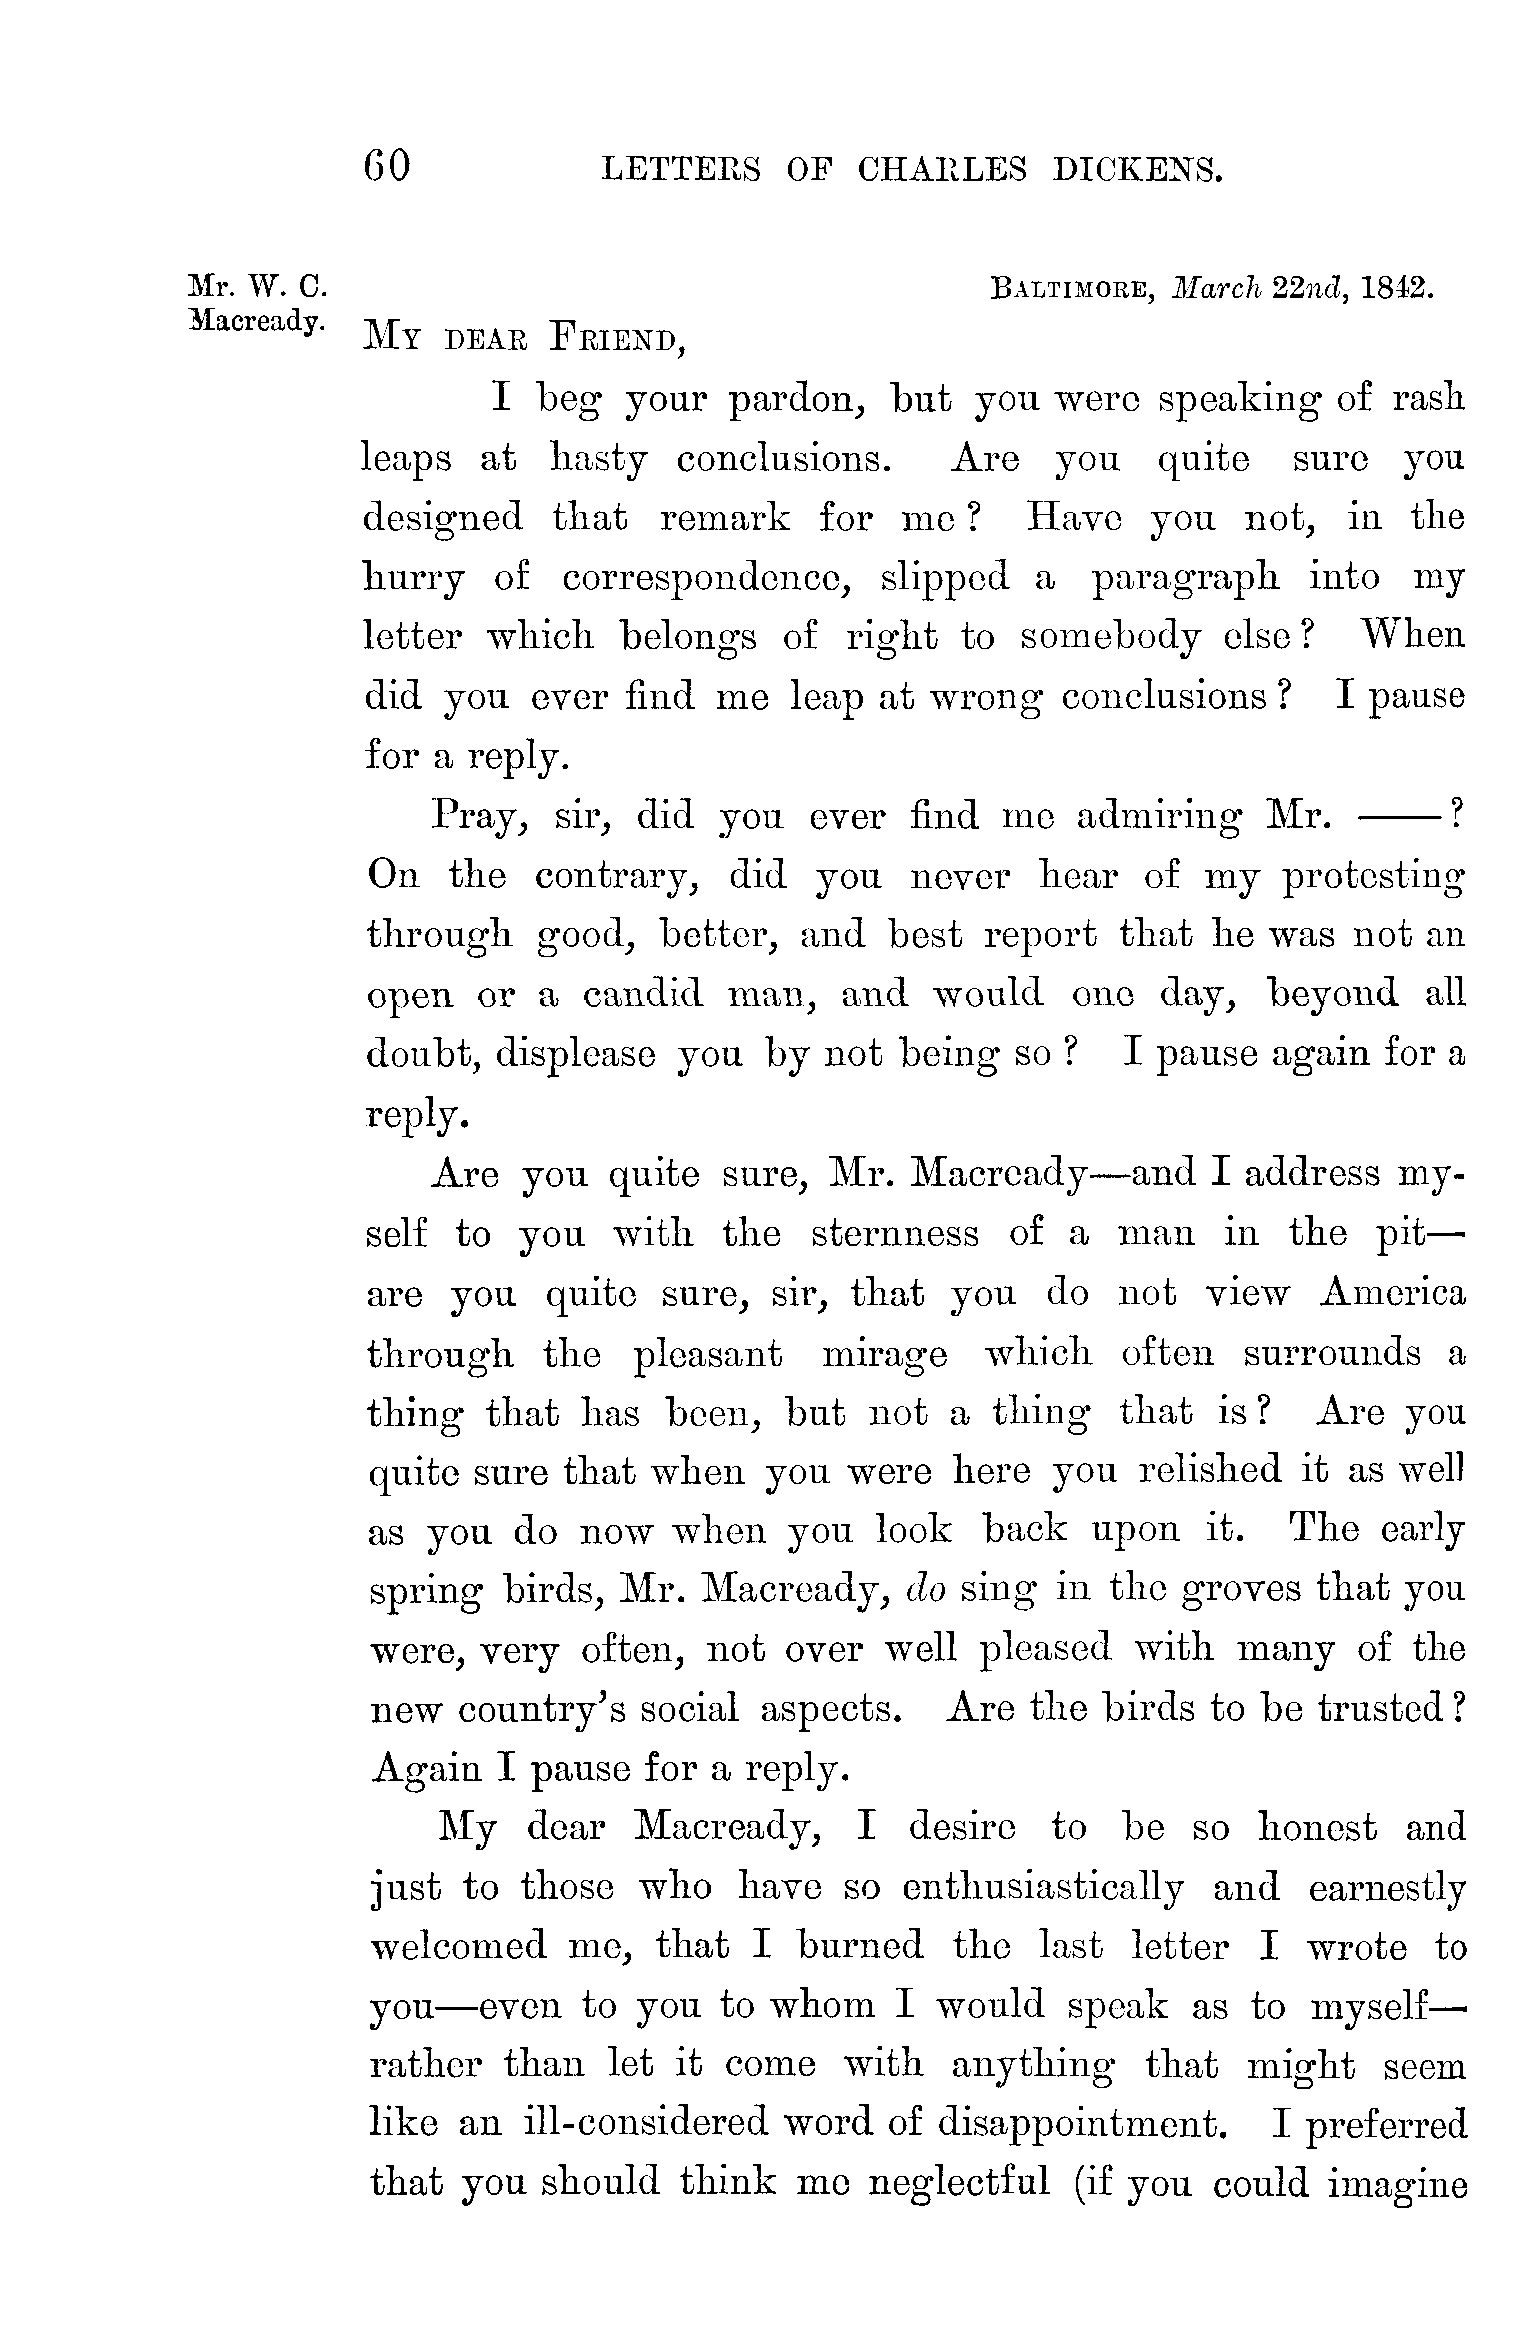 60 LETTERS OF CHARLES DICKENS.
Mr. W. C.
Macready.
BALTIMORE, March 22nd, 1842.
MY DEAR FRIEND,
I beg your pardon, but you were speaking of rash
leaps at hasty conclusions. Are you quite sure you
designed that remark for me? Have you not, in the
hurry of correspondence, slipped a paragraph into my
letter which belongs of right to somebody else? When
did you ever find me leap at wrong conclusions? I pause
for a reply.
Pray, sir, did you ever find me admiring Mr. ——?
On the contrary, did you never hear of my protesting
through good, better, and best report that he was not an
open or a candid man, and would one day, beyond all
doubt, displease you by not being so? I pause again for a
reply.
Are you quite sure, Mr. Macready—and I address my-
self to you with the sternness of a man in the pit—
are you quite sure, sir, that you do not view America
through the pleasant mirage which often surrounds a
thing that has been, but not a thing that is? Are you
quite sure that when you were here you relished it as well
as you do now when you look back upon it. The early
spring birds, Mr. Macready, do sing in the groves that you
were, very often, not over well pleased with many of the
new country's social aspects. Are the birds to be trusted?
Again I pause for a reply.
My dear Macready, I desire to be so honest and
just to those who have so enthusiastically and earnestly
welcomed me, that I burned the last letter I wrote to
you—even to you to whom I would speak as to myself—
rather than let it come with anything that might seem
like an ill-considered word of disappointment. I preferred
that you should think me neglectful (if you could imagine